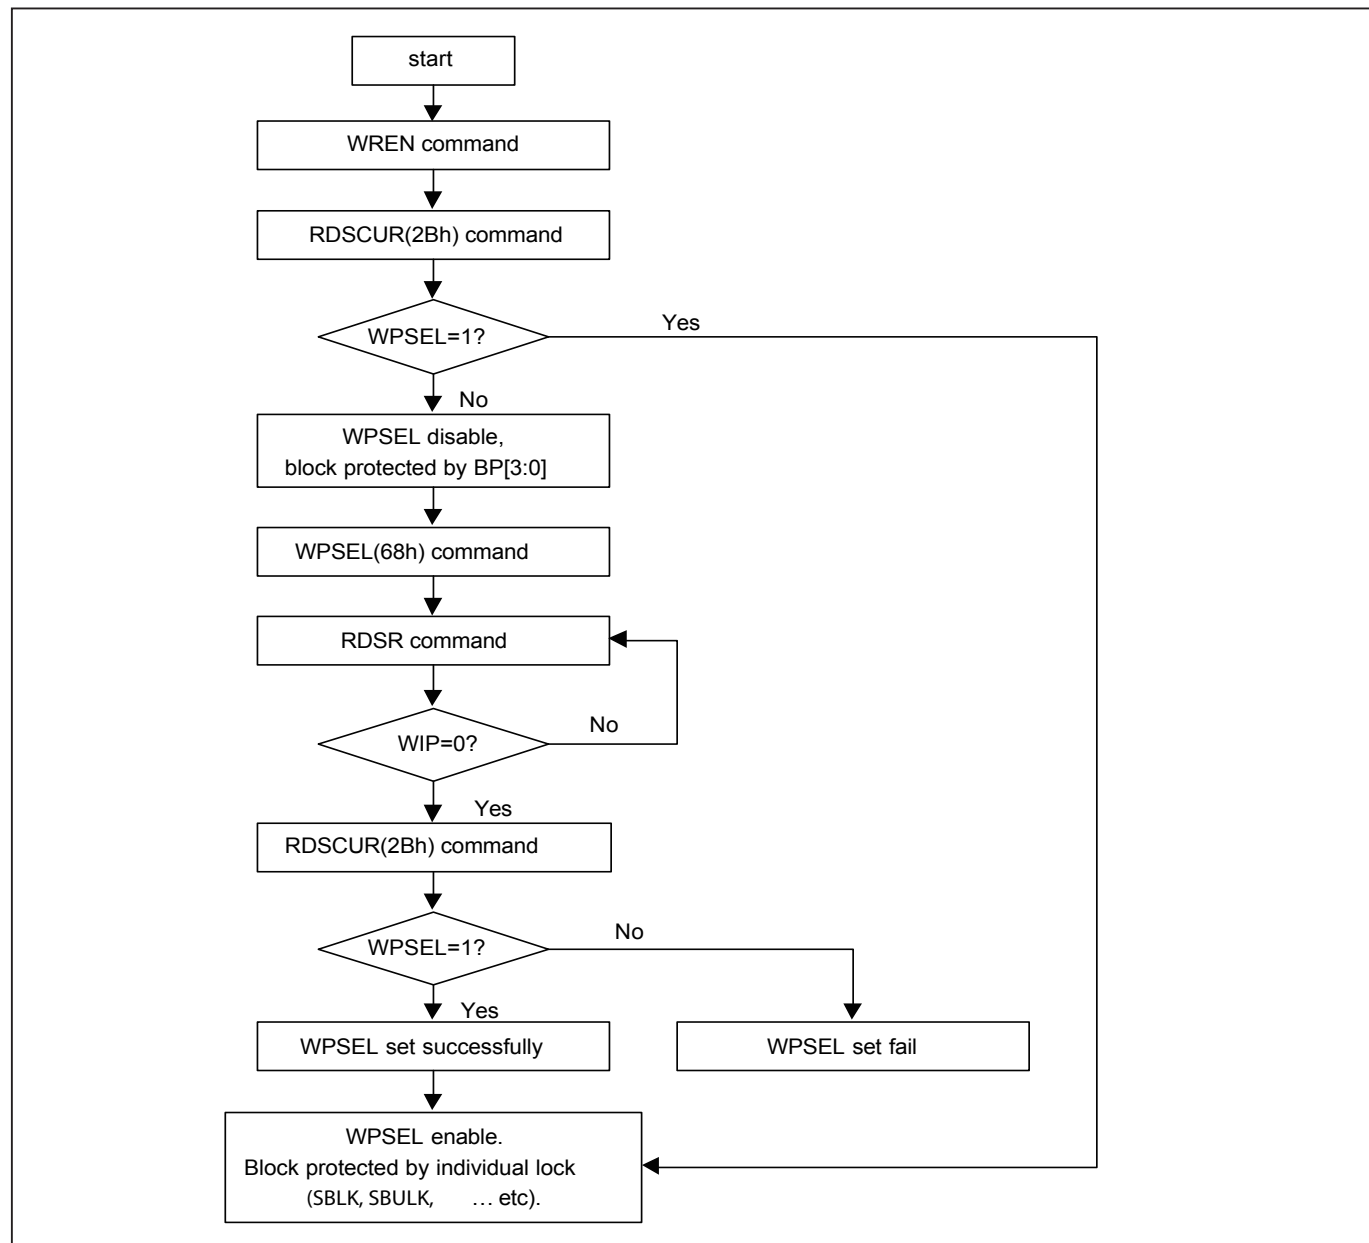 start
WREN command
RDSCUR(2Bh) command
WPSEL=1?
Yes
No
WPSEL disable,
block protected by BP[3:0]
WPSEL(68h) command
RDSR command
WIP=0?
No
Yes
RDSCUR(2Bh) command
WPSEL=1?
No
Yes
WPSEL set successfully
WPSEL set fail
WPSEL enable.
Block protected by individual lock
(SBLK, SBULK, … etc).